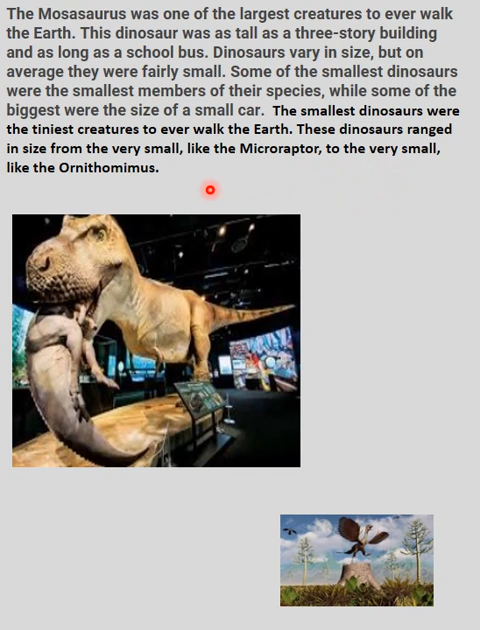 The Mosasaurus was one of the largest creatures to ever walk
the Earth. This dinosaur was as tall as a three-story building
and as long as a school bus. Dinosaurs vary in size, but on
average they were fairly small. Some of the smallest dinosaurs
were the smallest members of their species, while some of the
biggest were the size of a small car. The smallest dinosaurs were
the tiniest creatures to ever walk the Earth. These dinosaurs ranged
in size from the very small, like the Microraptor, to the very small,
like the Ornithomimus.